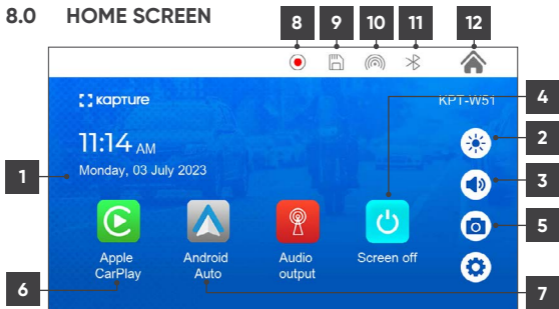 8.0 HOME SCREEN
8 9 10 11 12
kapture
KPT-W51
4
11:14 AM
2
Monday, 03 July 2023
1
3
5
Apple CarPlay
Android Auto
Audio output
Screen off
6
7